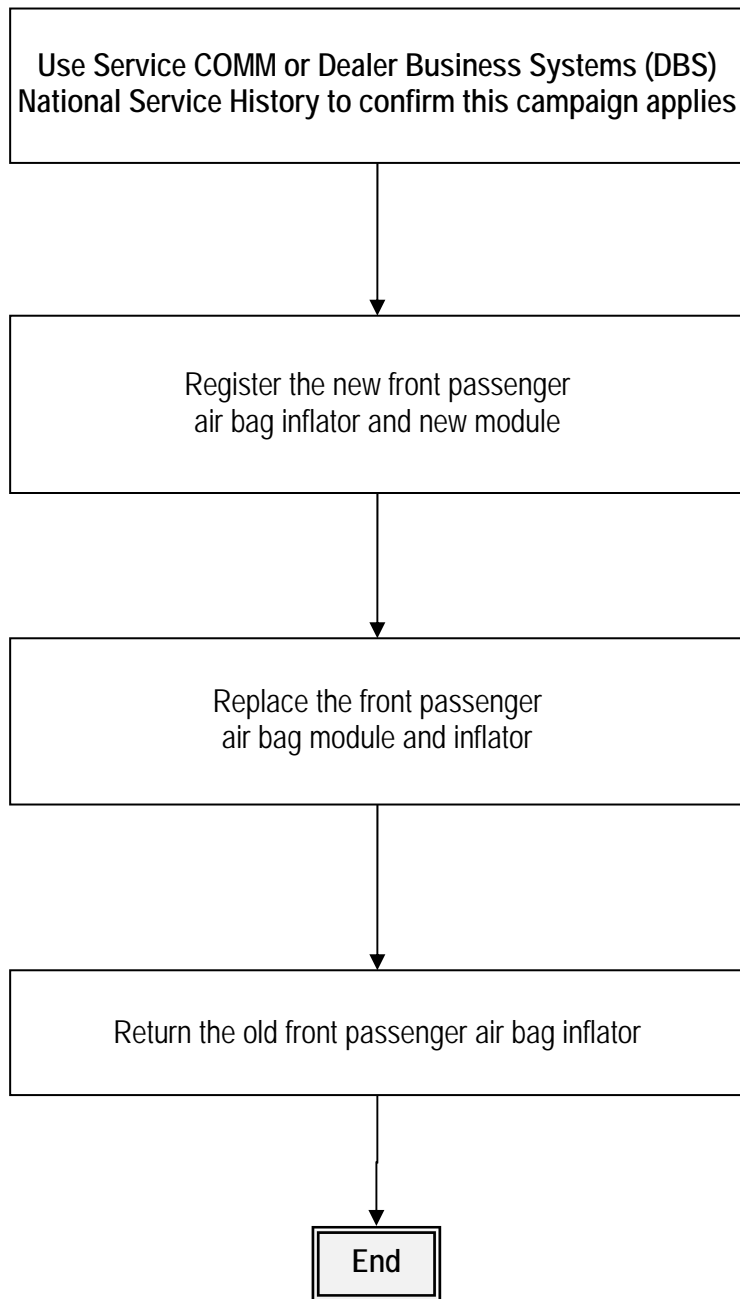 Use Service COMM or Dealer Business Systems (DBS)
National Service History to confirm this campaign applies
Register the new front passenger
air bag inflator and new module
Replace the front passenger
air bag module and inflator
Return the old front passenger air bag inflator
End